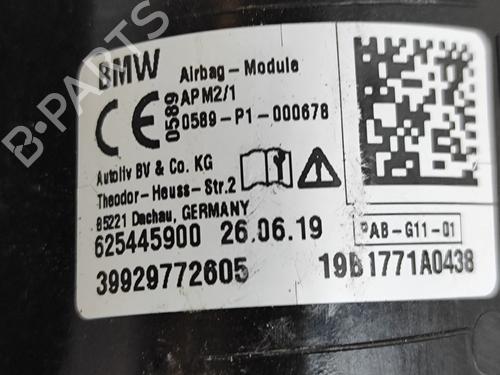 BMW Airbag-Module
CE 0589 APM2/1
0589-P1-000678
Autoliv BV & Co. KG
Theodor-Heuss-Str.2
85221 Dachau, GERMANY
625445900 26.06.19
PAB-G11-01
39929772605 19B1771A0438
B-PARTS